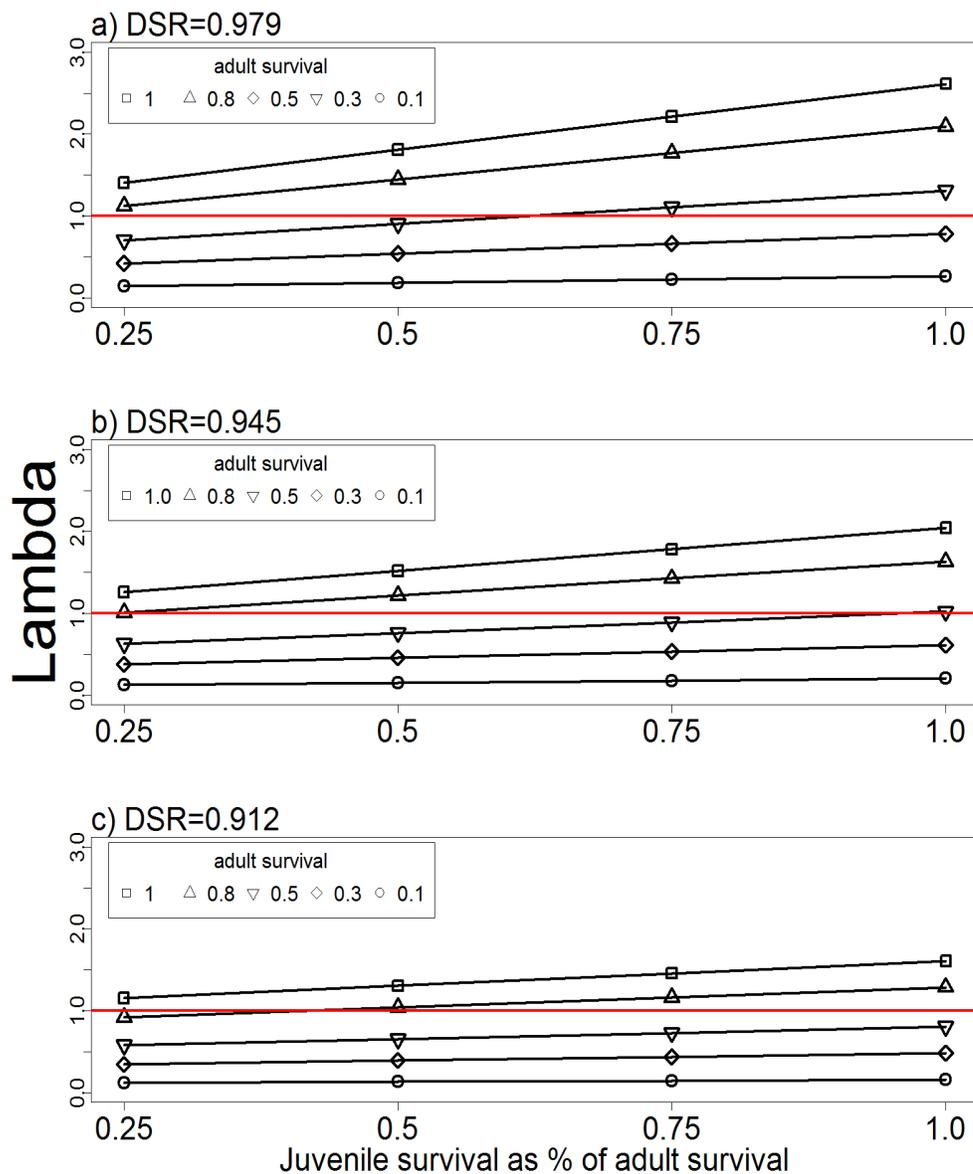 a) DSR=0.979
adult survival
1 0.8 0.5 0.3 0.1
3.0
2.0
1.0
0.0
0.25 0.5 0.75 1.0
b) DSR=0.945
adult survival
1.0 0.8 0.5 0.3 0.1
3.0
2.0
1.0
0.0
0.25 0.5 0.75 1.0
Lambda
c) DSR=0.912
adult survival
1 0.8 0.5 0.3 0.1
3.0
2.0
1.0
0.0
0.25 0.5 0.75 1.0
Juvenile survival as % of adult survival